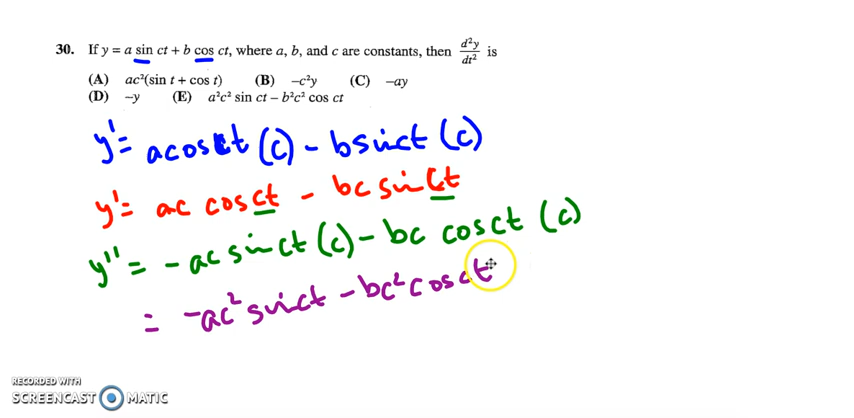 30. If y = a sin ct + b cos ct, where a, b, and c are constants, then d²y/dt² is
(A) ac²(sin t + cos t) (B) −c²y (C) −ay
(D) −y (E) a²c² sin ct − b²c² cos ct
y' = a cos ct (c) − b sin ct (c)
y' = ac cos ct − bc sin ct
y'' = −ac sin ct (c) − bc cos ct (c)
= −ac² sin ct − bc² cos ct
RECORDED WITH
SCREENCAST MATIC